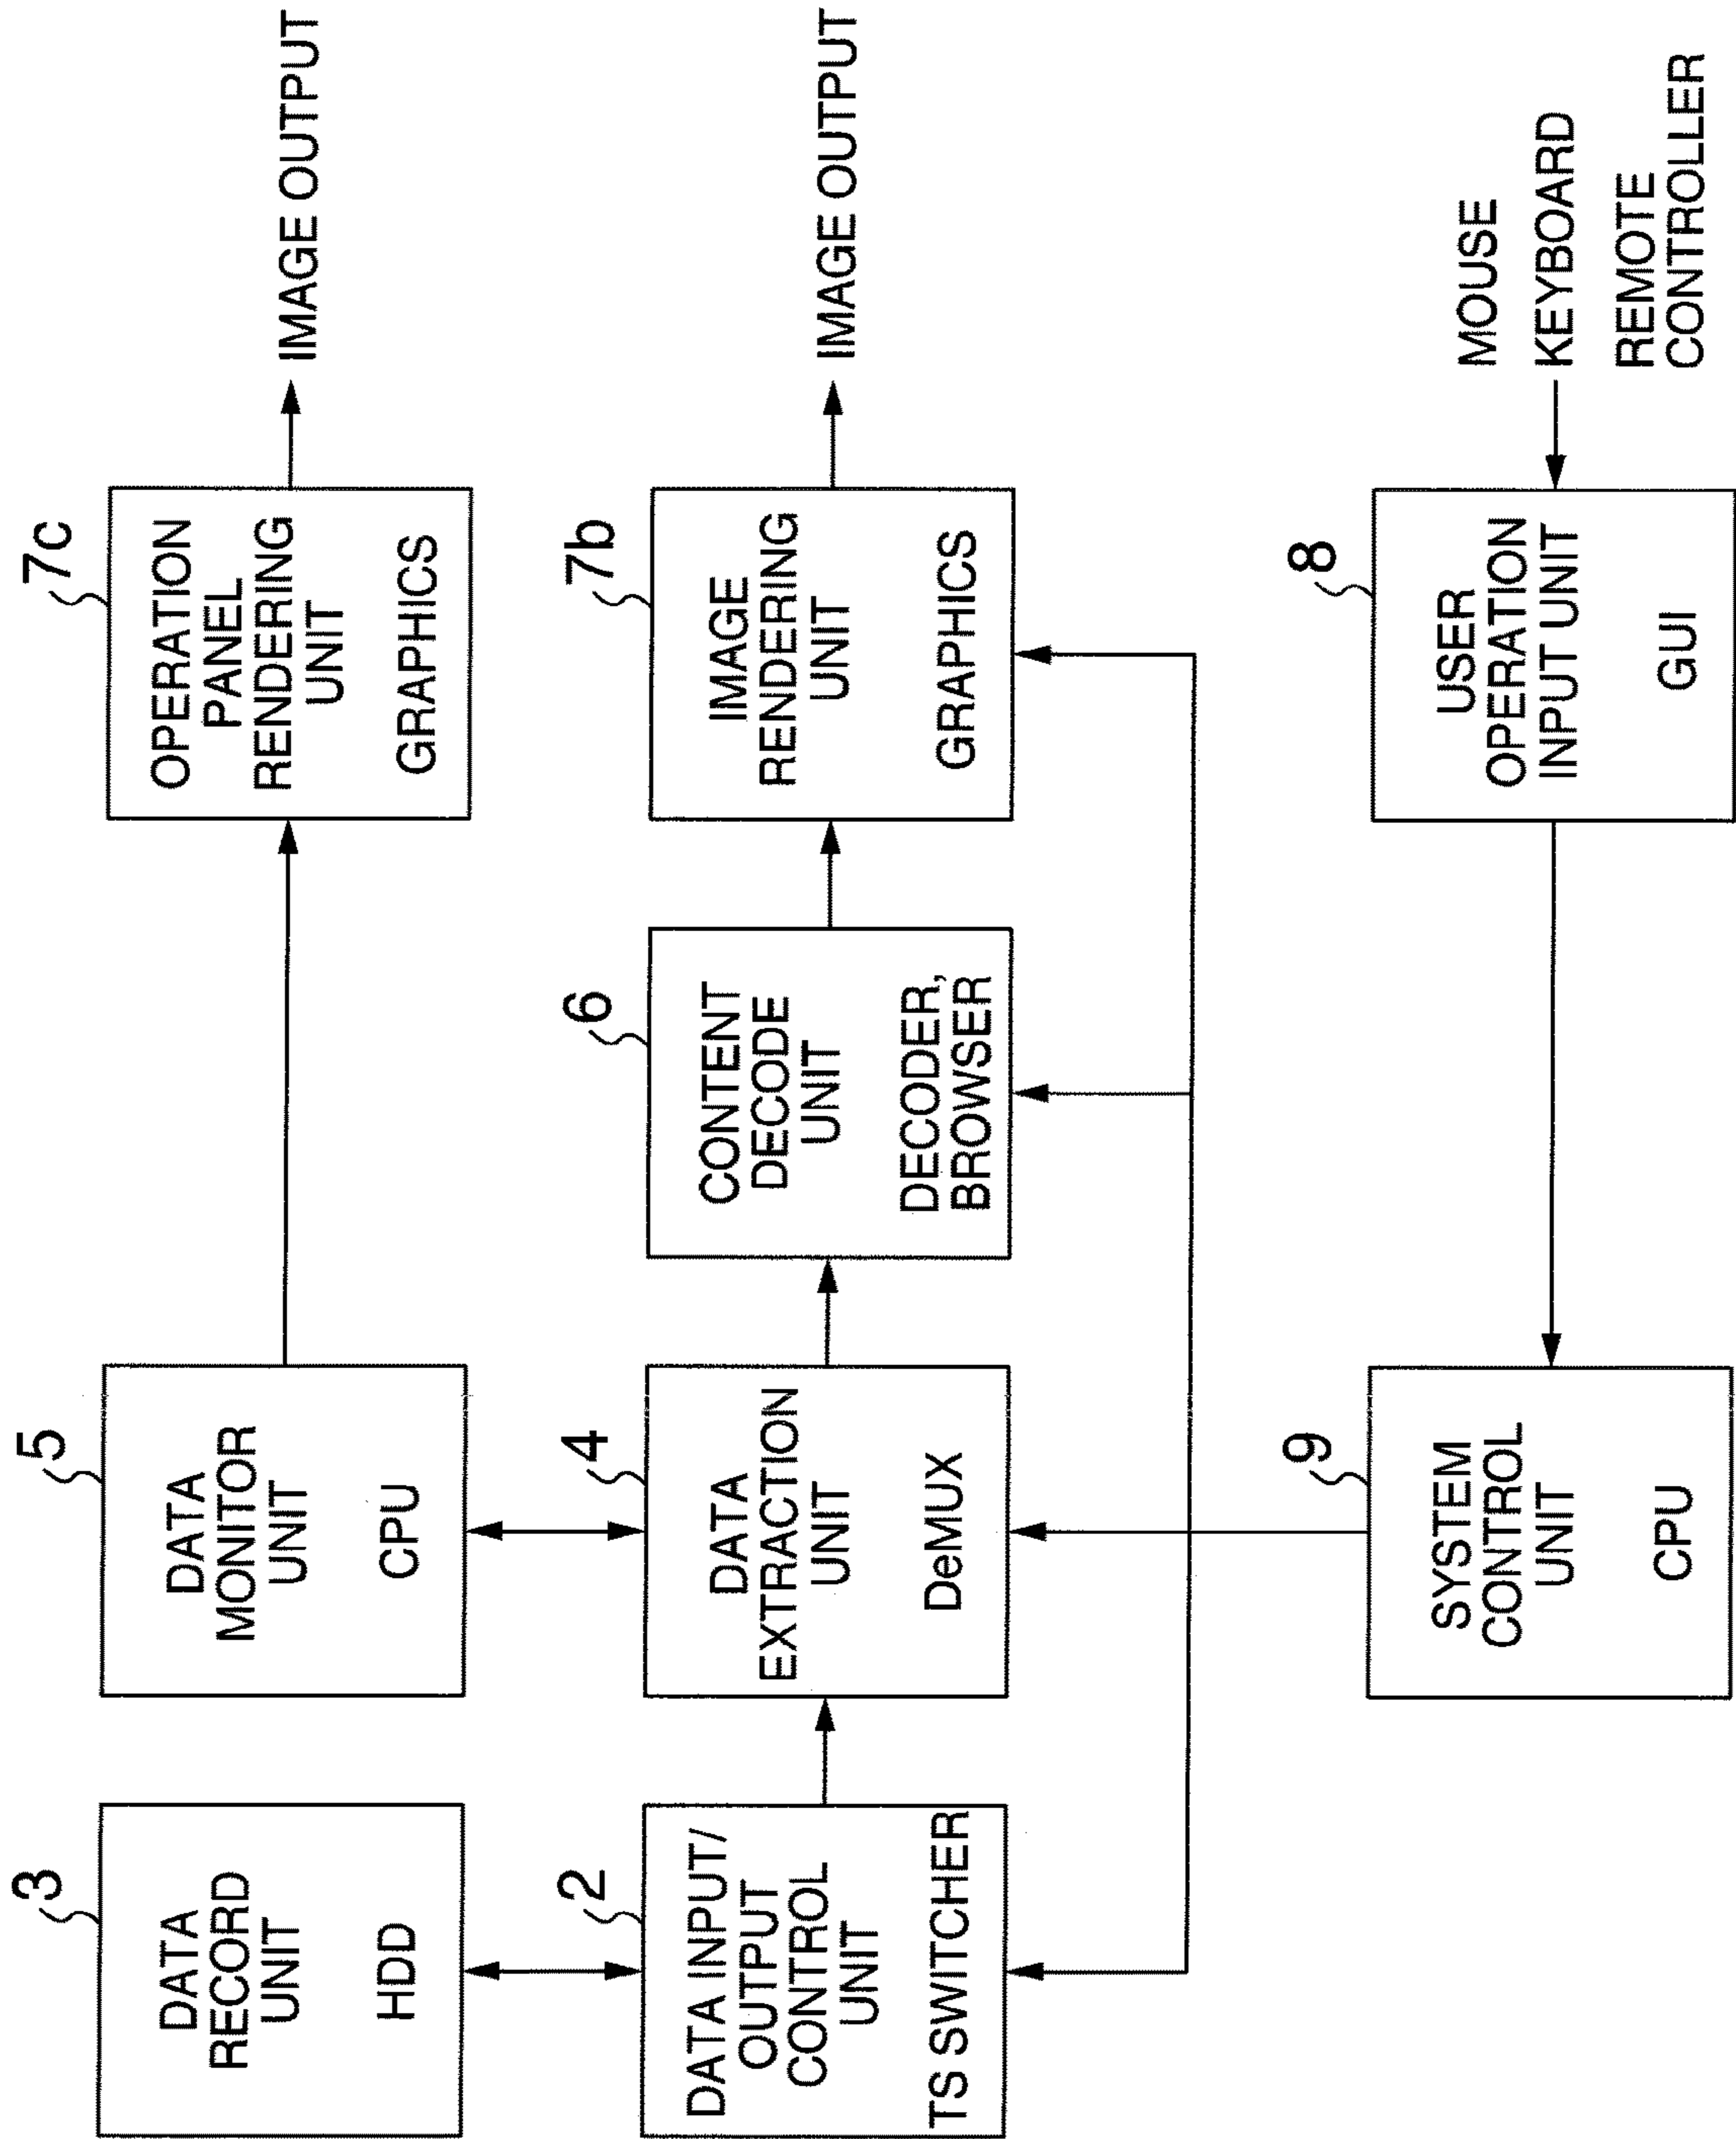 3
DATA
RECORD
UNIT
HDD
5
DATA
MONITOR
UNIT
CPU
7c
OPERATION
PANEL
RENDERING
UNIT
GRAPHICS
IMAGE OUTPUT
2
DATA INPUT/
OUTPUT
CONTROL
UNIT
TS SWITCHER
4
DATA
EXTRACTION
UNIT
DeMUX
6
CONTENT
DECODE
UNIT
DECODER,
BROWSER
7b
IMAGE
RENDERING
UNIT
GRAPHICS
IMAGE OUTPUT
9
SYSTEM
CONTROL
UNIT
CPU
8
USER
OPERATION
INPUT UNIT
GUI
MOUSE
KEYBOARD
REMOTE
CONTROLLER